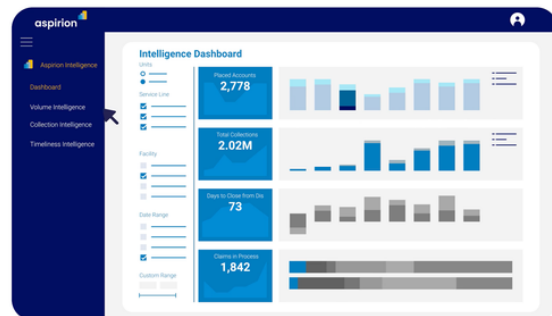 aspirion
Aspirion Intelligence
Dashboard
Volume Intelligence
Collection Intelligence
Timeliness Intelligence
Intelligence Dashboard
Units
Service Line
Facility
Date Range
Custom Range
Placed Accounts
2,778
Total Collections
2.02M
Days to Close from Dis
73
Claims in Process
1,842